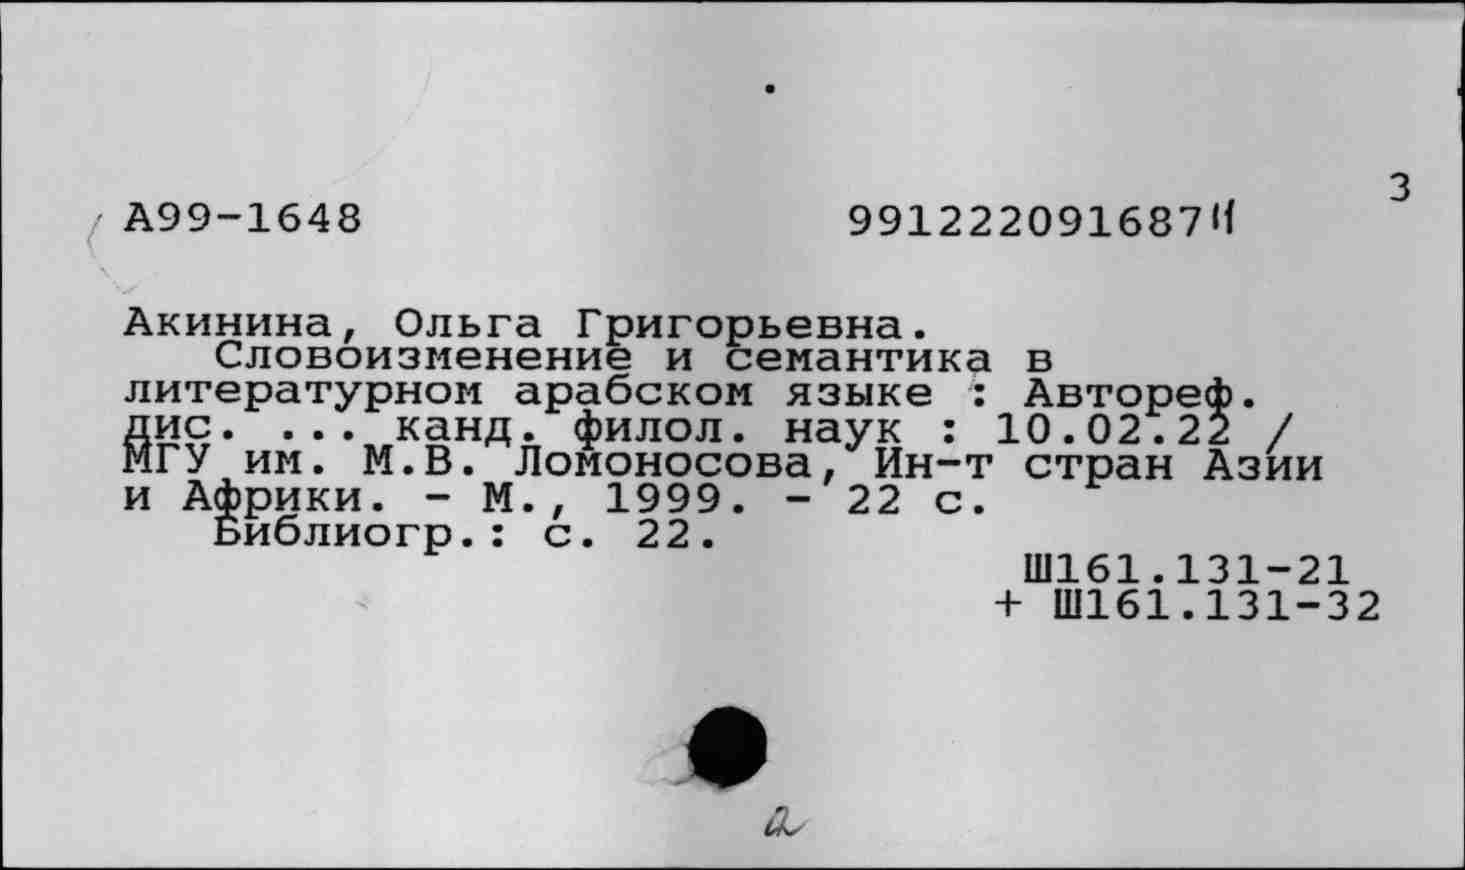 3
А99-1648 991222091687
Акинина, Ольга Григорьевна.
Словоизменение и семантика в
литературном арабском языке : Автореф.
дис. ... канд. филол. наук : 10.02.22 /
МГУ им. М.В. Ломоносова, Ин-т стран Азии
и Африки. - М., 1999. - 22 с.
Библиогр.: с. 22.
Ш161.131-21
+ Ш161.131-32